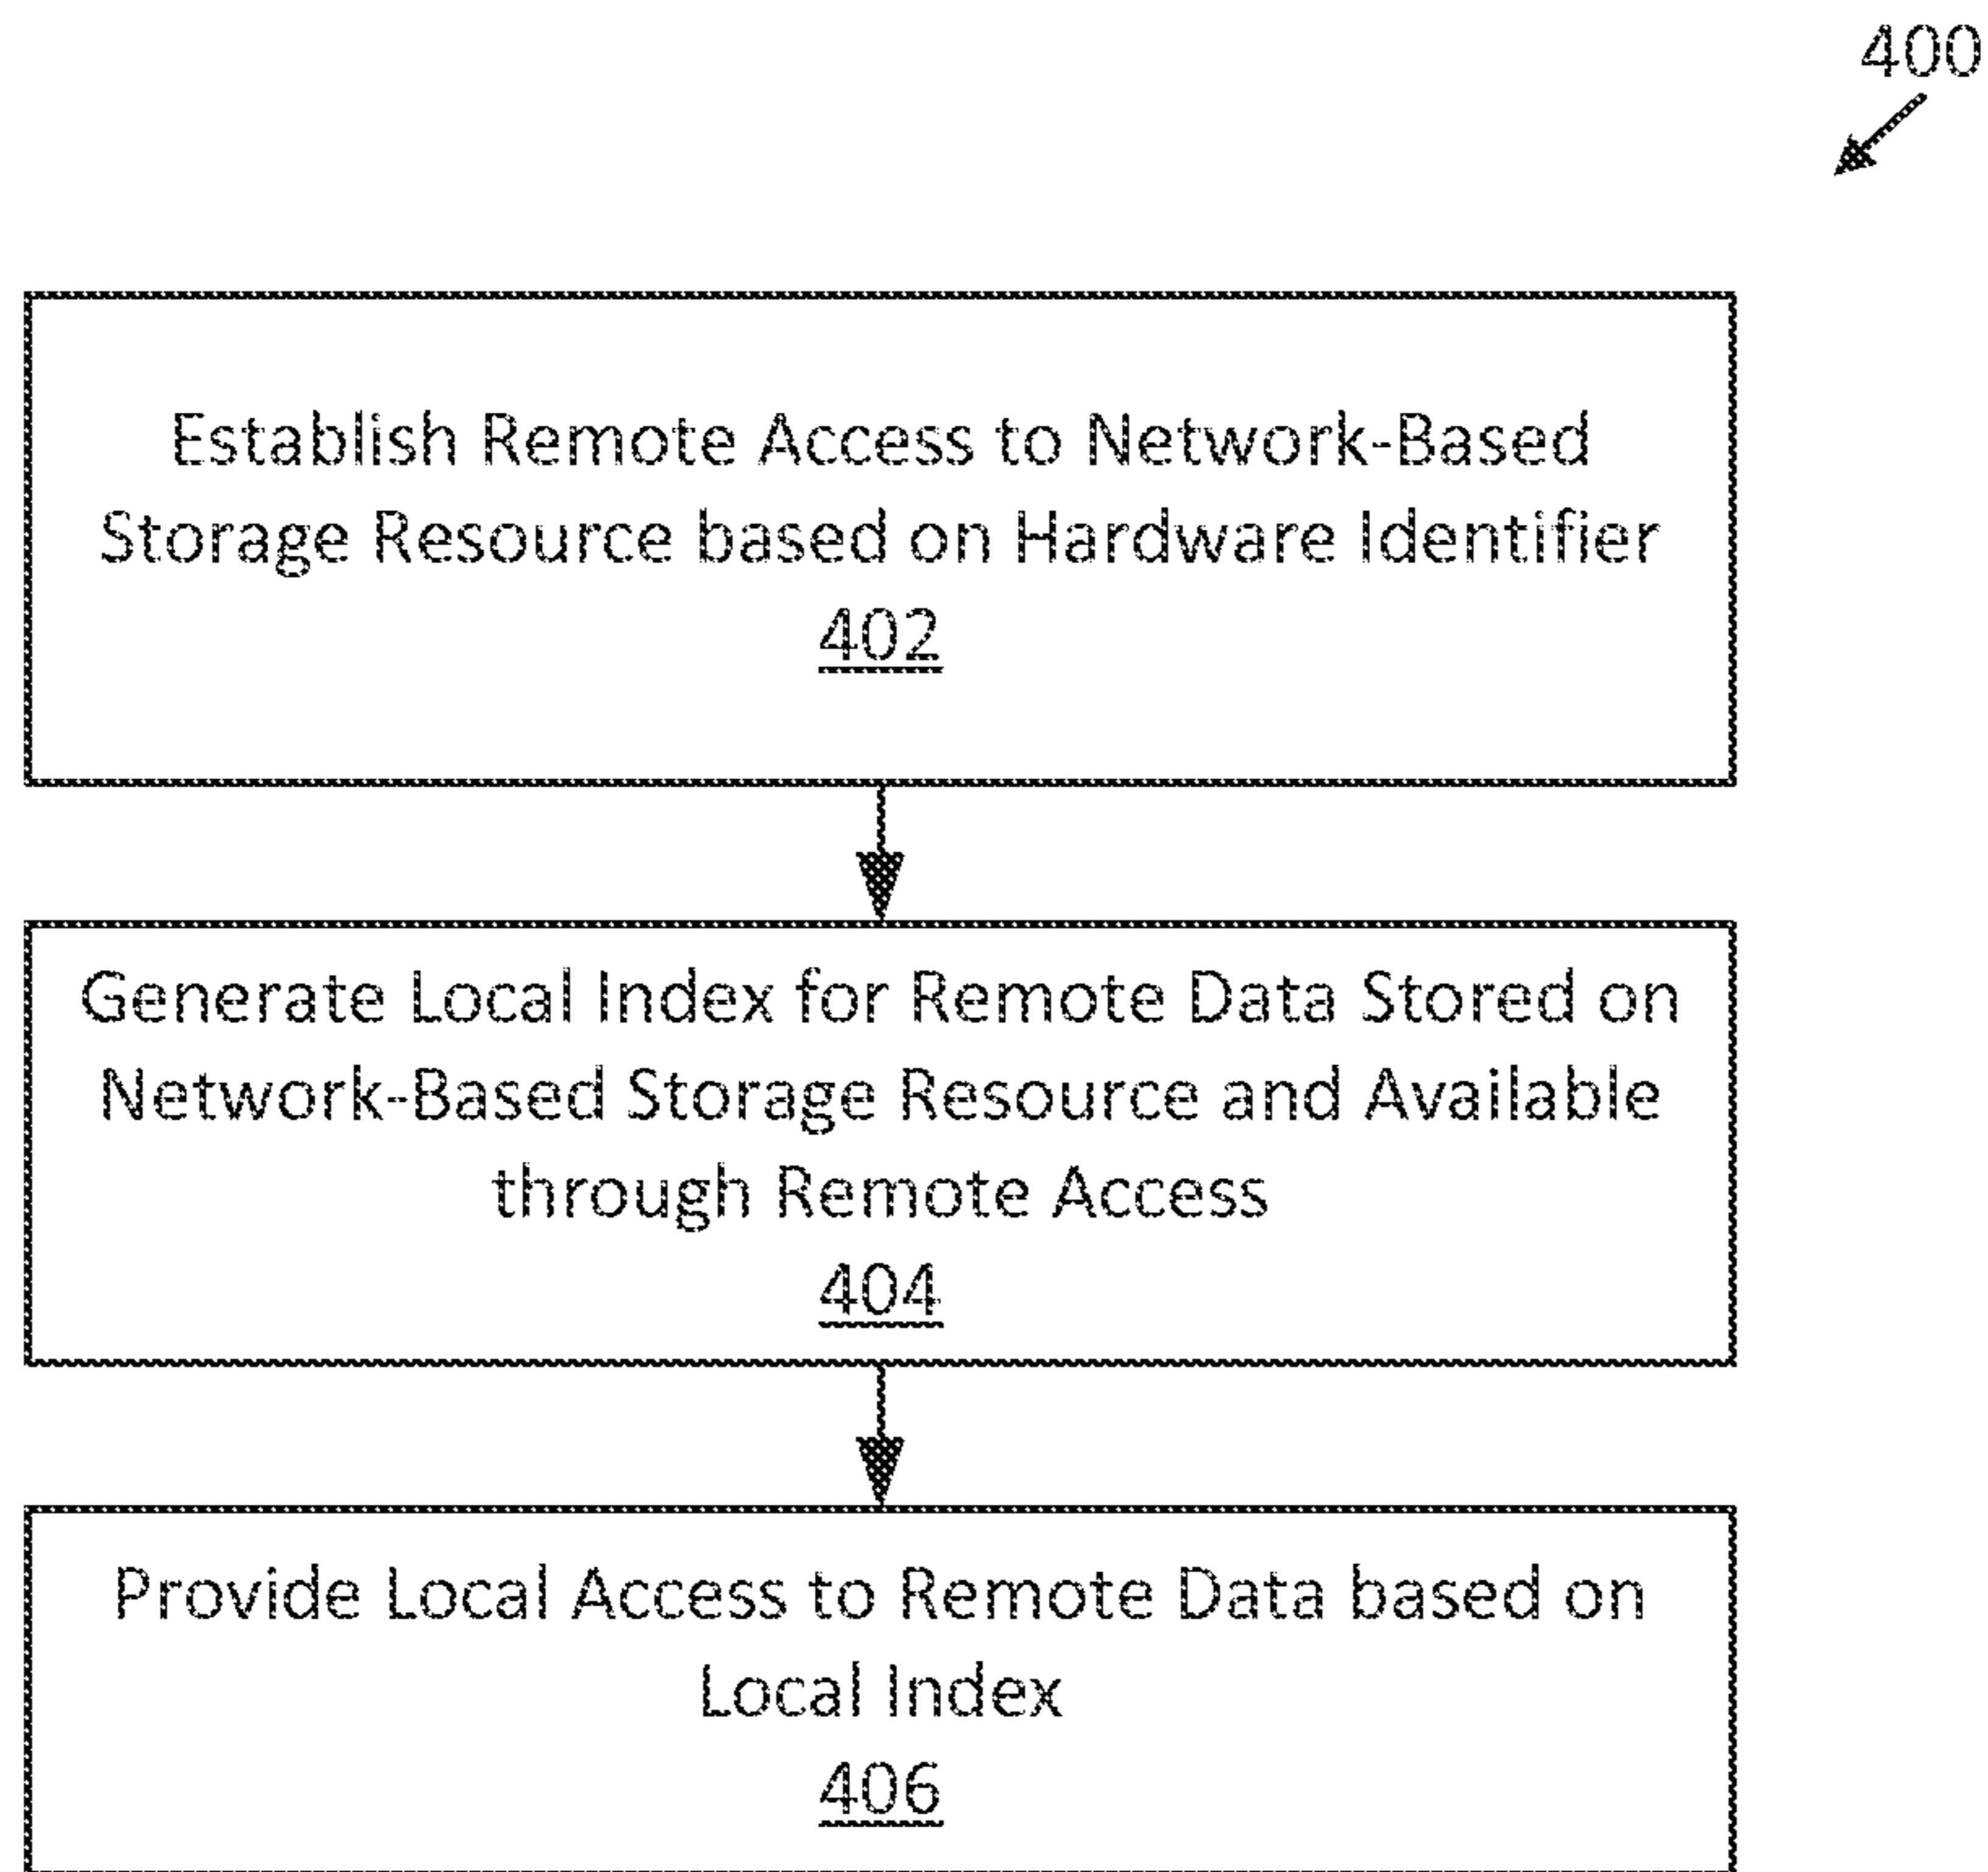 400
Establish Remote Access to Network-Based
Storage Resource based on Hardware Identifier
402
Generate Local Index for Remote Data Stored on
Network-Based Storage Resource and Available
through Remote Access
404
Provide Local Access to Remote Data based on
Local Index
406